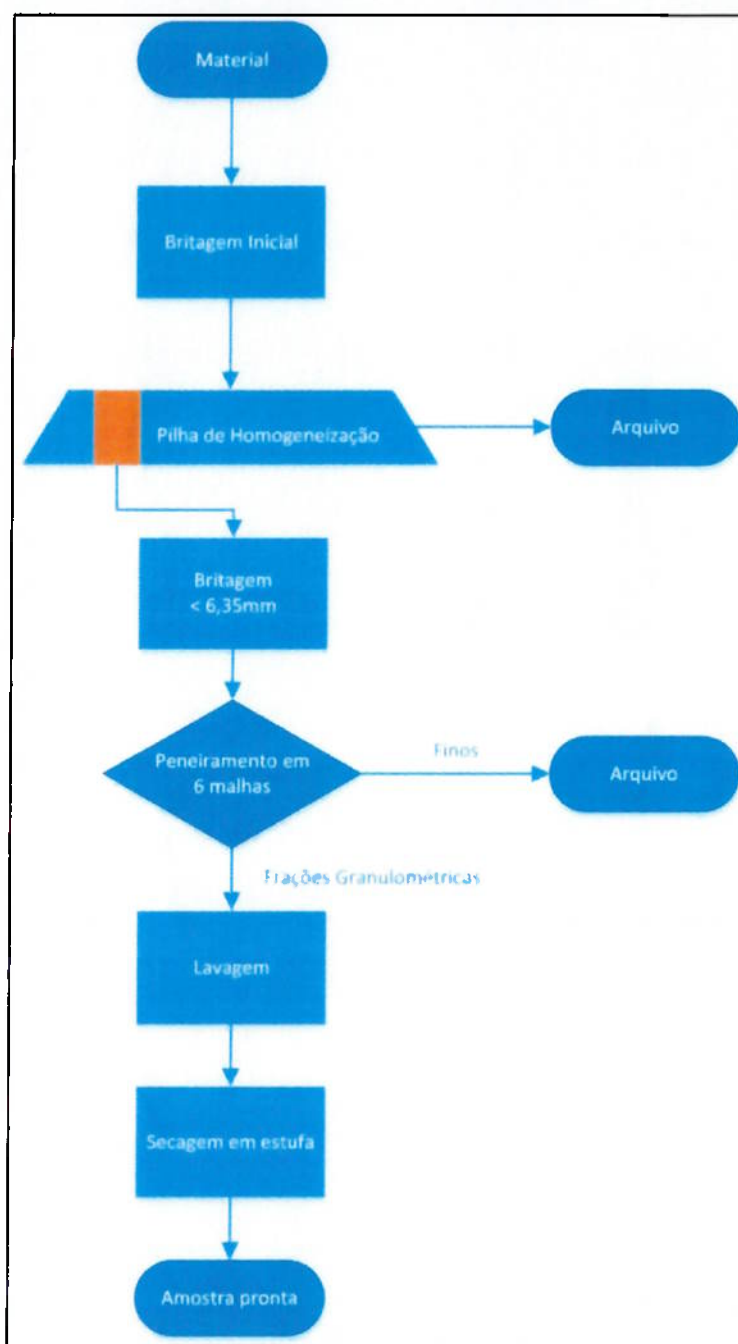 Material
Britagem Inicial
Pilha de Homogeneização
Arquivo
Britagem
< 6,35mm
Peneiramento em
6 malhas
Finos
Arquivo
Frações Granulométricas
Lavagem
Secagem em estufa
Amostra pronta